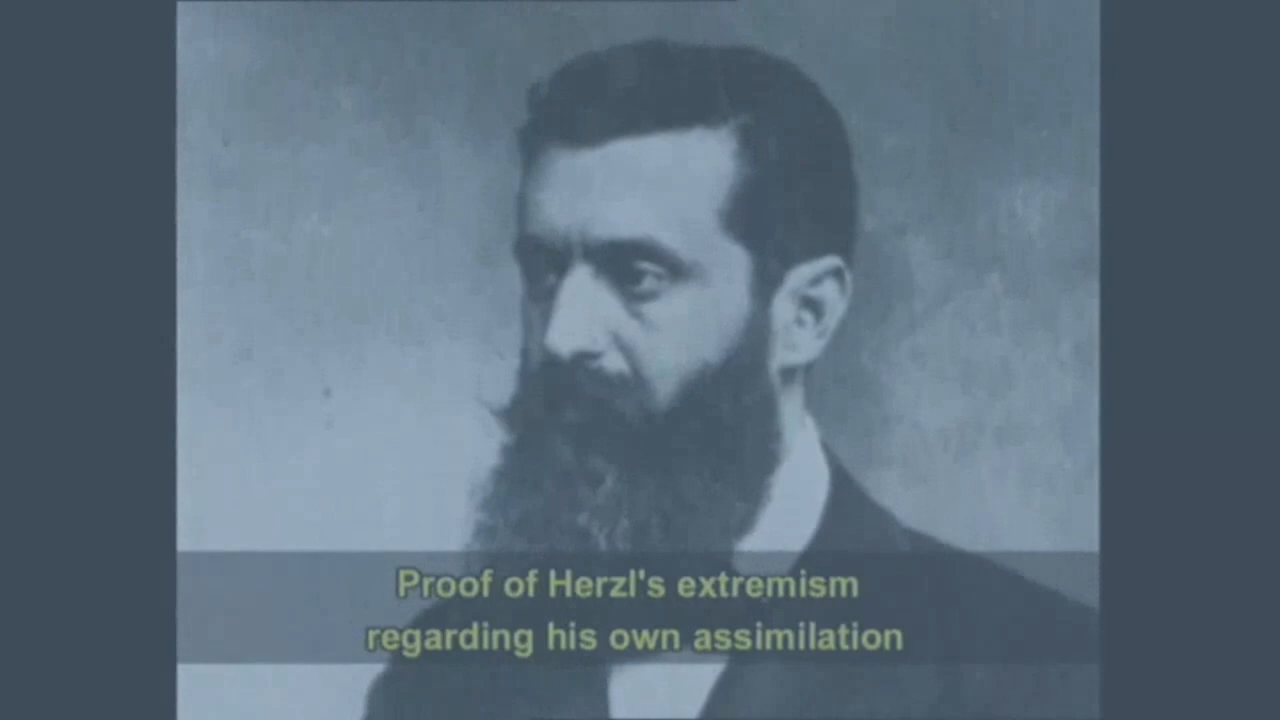 Proof of Herzl's extremism
regarding his own assimilation